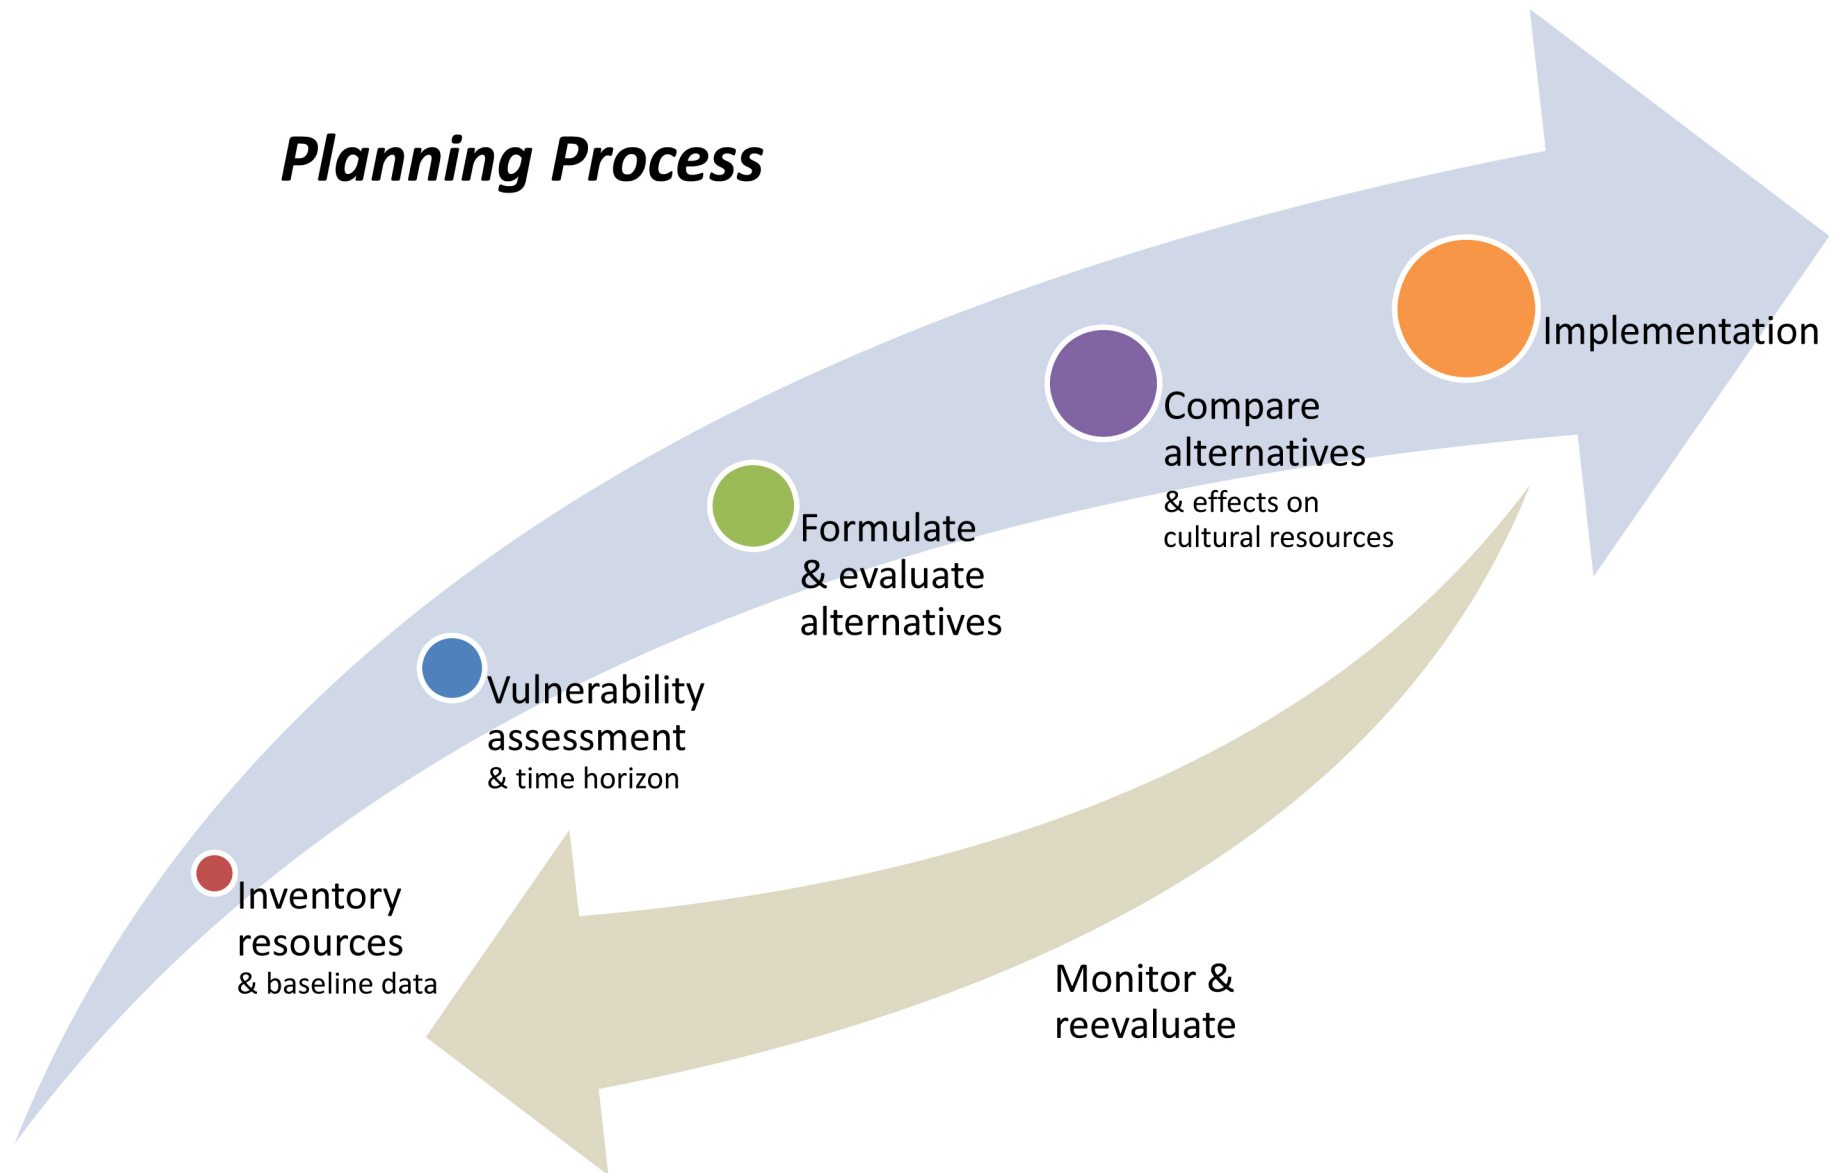 Planning Process
Implementation
Compare
alternatives
& effects on
cultural resources
Formulate
& evaluate
alternatives
Vulnerability
assessment
& time horizon
Inventory
resources
& baseline data
Monitor &
reevaluate